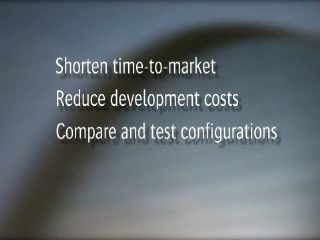 Shorten time-to-market
Reduce development costs
Compare and test configurations